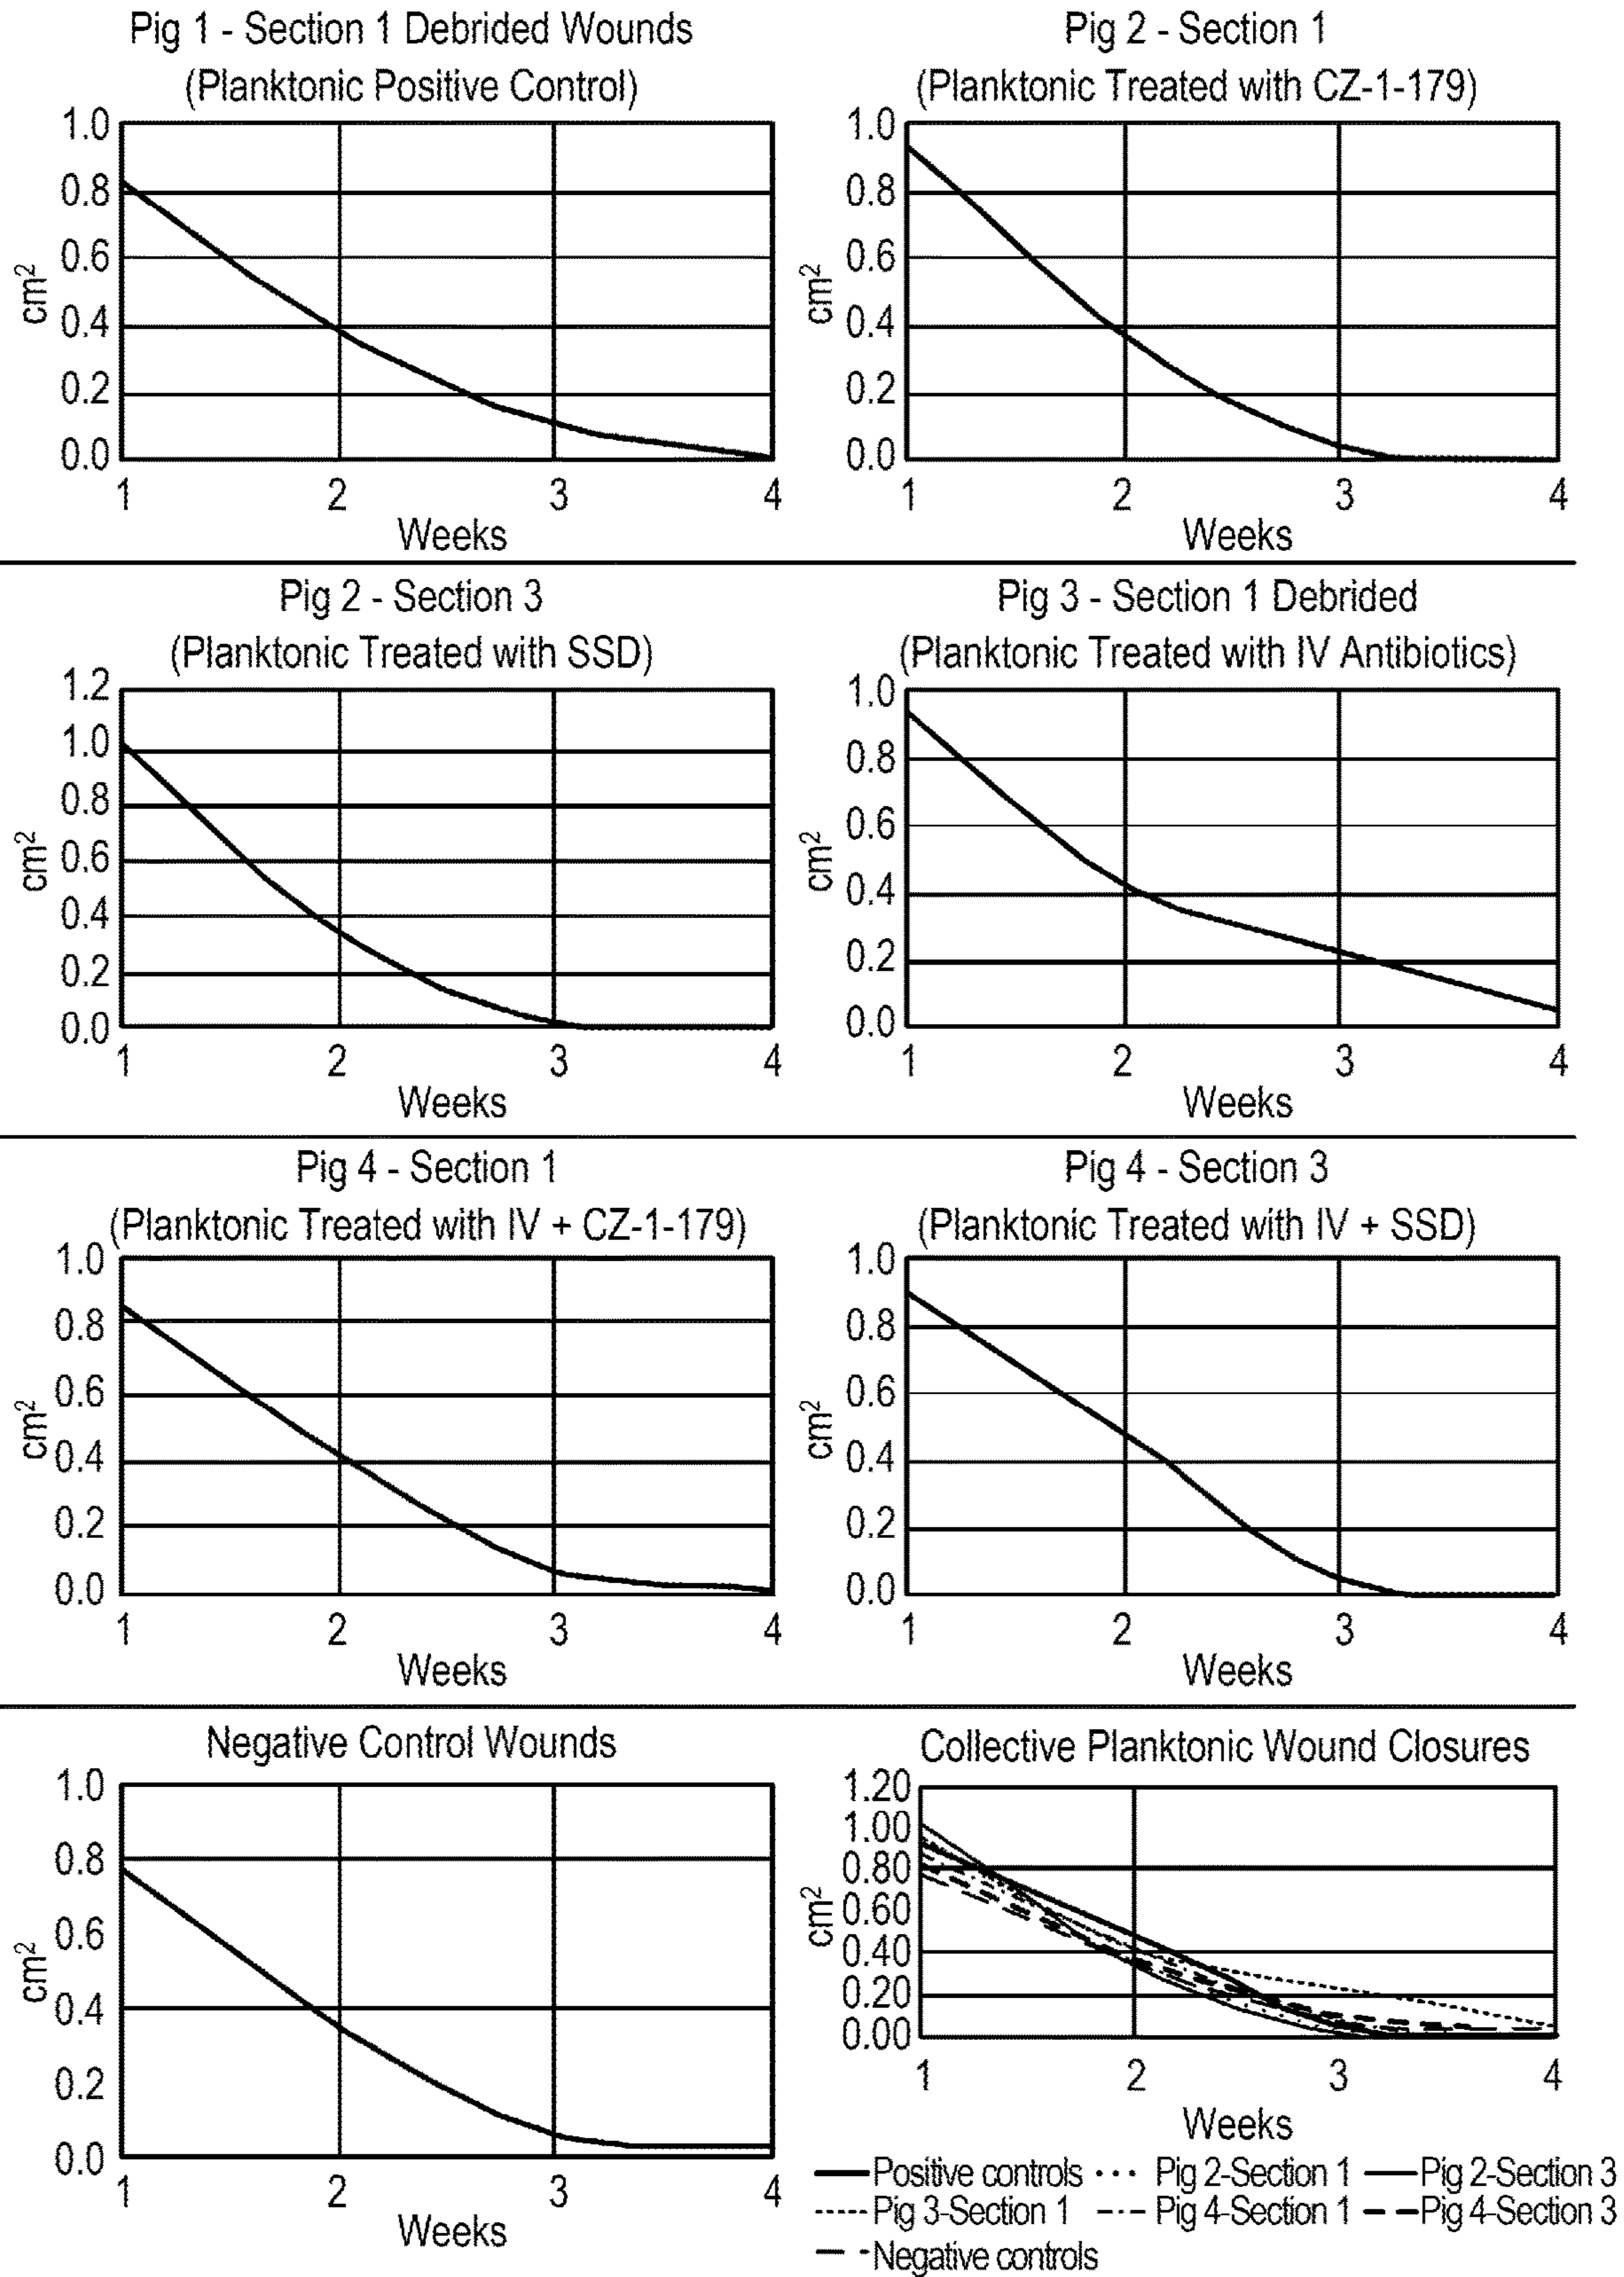 Pig 1 - Section 1 Debrided Wounds
(Planktonic Positive Control)
1.0
0.8
0.6
0.4
0.2
0.0
cm²
1 2 3 4
Weeks
Pig 2 - Section 1
(Planktonic Treated with CZ-1-179)
1.0
0.8
0.6
0.4
0.2
0.0
cm²
1 2 3 4
Weeks
Pig 2 - Section 3
(Planktonic Treated with SSD)
1.2
1.0
0.8
0.6
0.4
0.2
0.0
cm²
1 2 3 4
Weeks
Pig 3 - Section 1 Debrided
(Planktonic Treated with IV Antibiotics)
1.0
0.8
0.6
0.4
0.2
0.0
cm²
1 2 3 4
Weeks
Pig 4 - Section 1
(Planktonic Treated with IV + CZ-1-179)
1.0
0.8
0.6
0.4
0.2
0.0
cm²
1 2 3 4
Weeks
Pig 4 - Section 3
(Planktonic Treated with IV + SSD)
1.0
0.8
0.6
0.4
0.2
0.0
cm²
1 2 3 4
Weeks
Negative Control Wounds
1.0
0.8
0.6
0.4
0.2
0.0
cm²
1 2 3 4
Weeks
Collective Planktonic Wound Closures
1.20
1.00
0.80
0.60
0.40
0.20
0.00
cm²
1 2 3 4
Weeks
Positive controls Pig 2-Section 1 Pig 2-Section 3
Pig 3-Section 1 Pig 4-Section 1 Pig 4-Section 3
Negative controls